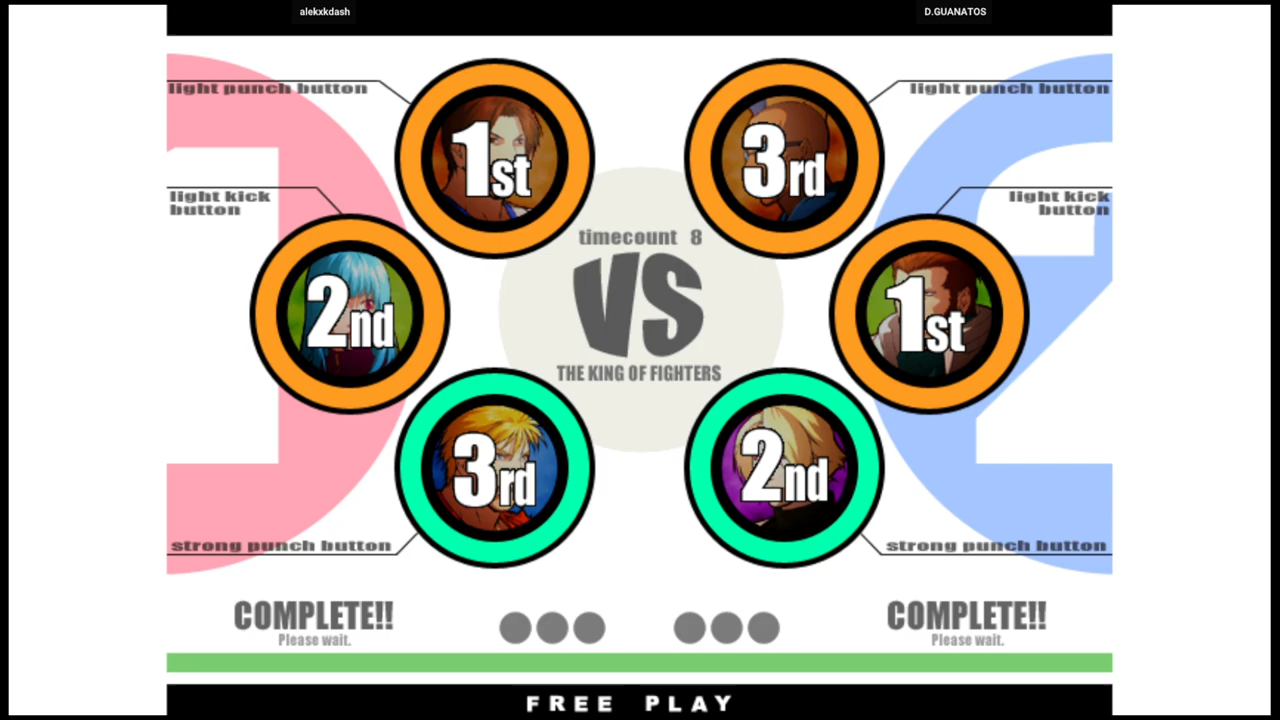 alekxkdash
D.GUANATOS
light punch button
light punch button
1st
3rd
light kick
button
light kick
button
timecount 8
2nd
VS
1st
THE KING OF FIGHTERS
3rd
2nd
strong punch button
strong punch button
COMPLETE!!
Please wait.
COMPLETE!!
Please wait.
FREE PLAY